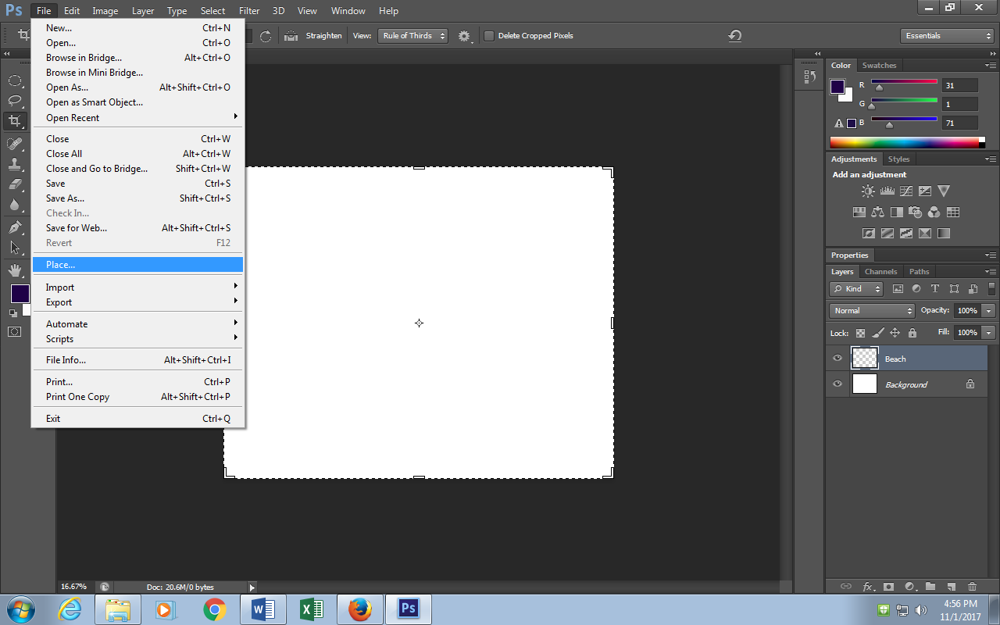 Ps File Edit Image Layer Type Select Filter 3D View Window Help
Straighten View: Rule of Thirds Delete Cropped Pixels Essentials
New... Ctrl+N
Open... Ctrl+O
Browse in Bridge... Alt+Ctrl+O
Browse in Mini Bridge...
Open As... Alt+Shift+Ctrl+O
Open as Smart Object...
Open Recent
Close Ctrl+W
Close All Alt+Ctrl+W
Close and Go to Bridge... Shift+Ctrl+W
Save Ctrl+S
Save As... Shift+Ctrl+S
Check In...
Save for Web... Alt+Shift+Ctrl+S
Revert F12
Place...
Import
Export
Automate
Scripts
File Info... Alt+Shift+Ctrl+I
Print... Ctrl+P
Print One Copy Alt+Shift+Ctrl+P
Exit Ctrl+Q
Color Swatches
R 31
G 1
B 71
Adjustments Styles
Add an adjustment
Properties
Layers Channels Paths
Kind T
Normal Opacity: 100%
Lock: Fill: 100%
Beach
Background
fx
16.67% Doc: 20.6M/0 bytes
W X Ps
4:56 PM
11/1/2017